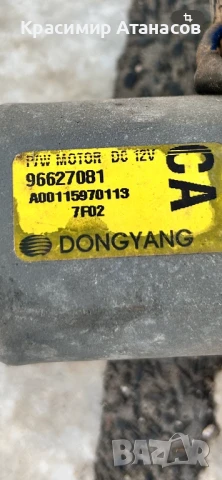 Красимир Атанасов
P/W MOTOR DC 12V
96627081
A00115970113
7F02
CA
DONGYANG
BAZAR